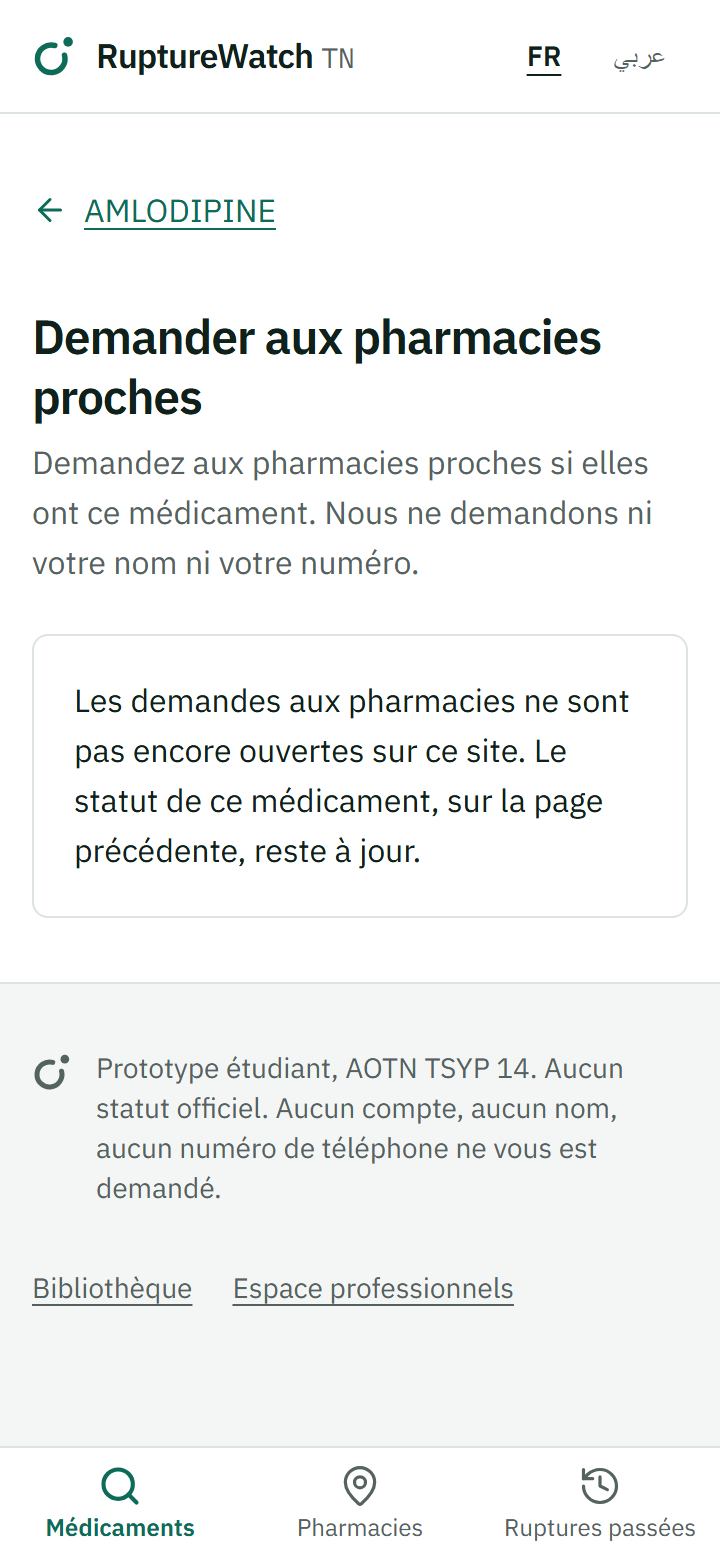 RuptureWatch TN
FR
عربي
AMLODIPINE
Demander aux pharmacies
proches
Demandez aux pharmacies proches si elles
ont ce médicament. Nous ne demandons ni
votre nom ni votre numéro.
Les demandes aux pharmacies ne sont
pas encore ouvertes sur ce site. Le
statut de ce médicament, sur la page
précédente, reste à jour.
Prototype étudiant, AOTN TSYP 14. Aucun
statut officiel. Aucun compte, aucun nom,
aucun numéro de téléphone ne vous est
demandé.
Bibliothèque
Espace professionnels
Médicaments
Pharmacies
Ruptures passées